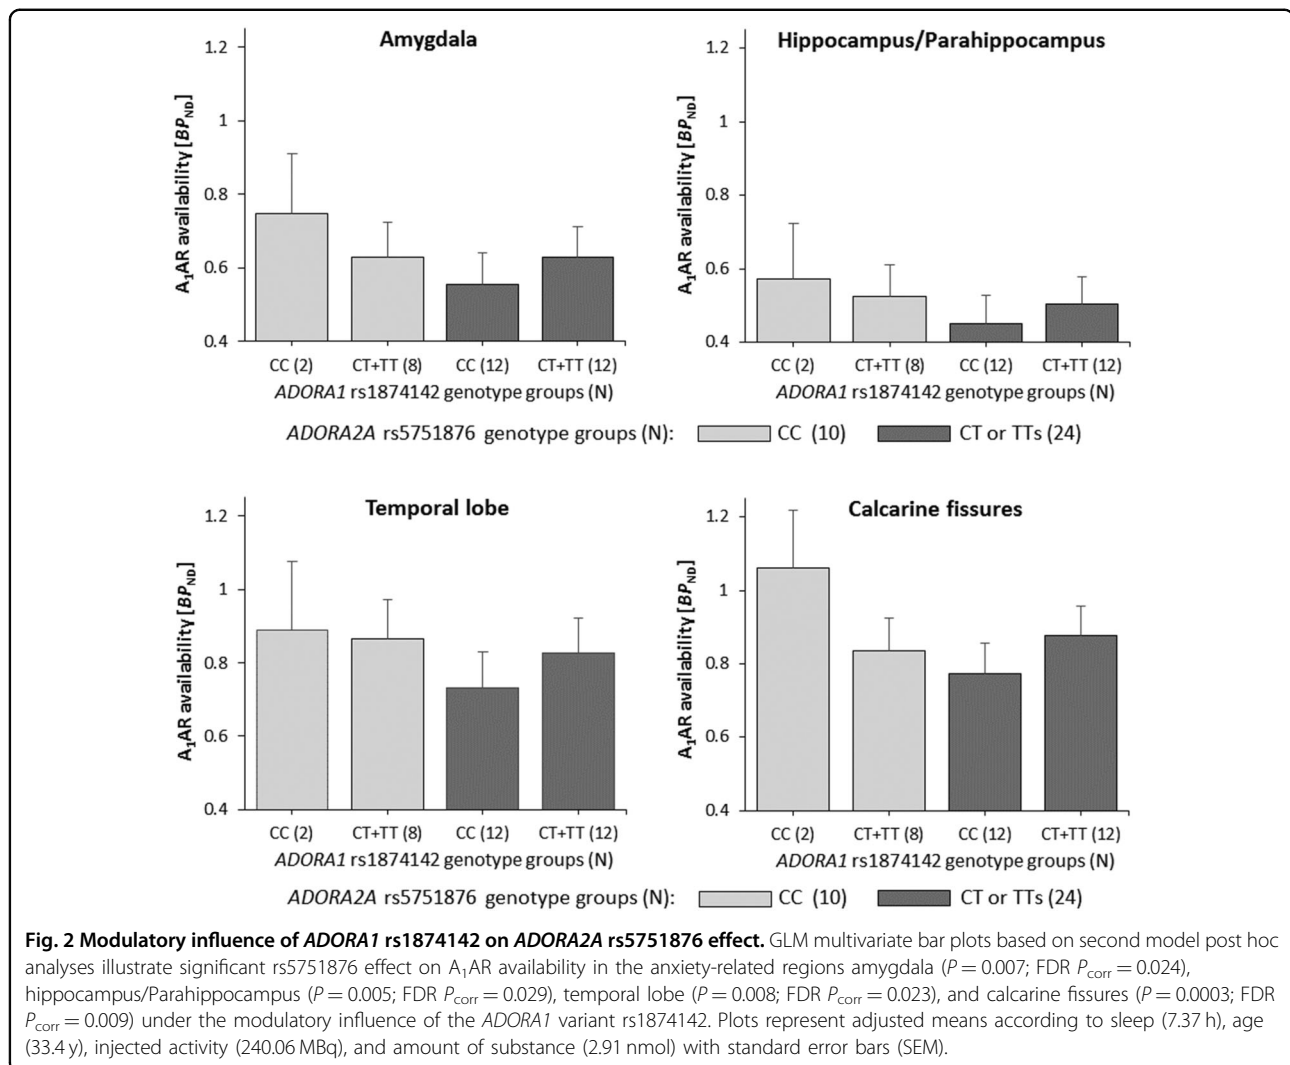 Amygdala
A₁AR availability [BP_ND]
1.2
1
0.8
0.6
0.4
CC (2) CT+TT (8) CC (12) CT+TT (12)
ADORA1 rs1874142 genotype groups (N)
Hippocampus/Parahippocampus
A₁AR availability [BP_ND]
1.2
1
0.8
0.6
0.4
CC (2) CT+TT (8) CC (12) CT+TT (12)
ADORA1 rs1874142 genotype groups (N)
ADORA2A rs5751876 genotype groups (N): CC (10) CT or TTs (24)
Temporal lobe
A₁AR availability [BP_ND]
1.2
1
0.8
0.6
0.4
CC (2) CT+TT (8) CC (12) CT+TT (12)
ADORA1 rs1874142 genotype groups (N)
Calcarine fissures
A₁AR availability [BP_ND]
1.2
1
0.8
0.6
0.4
CC (2) CT+TT (8) CC (12) CT+TT (12)
ADORA1 rs1874142 genotype groups (N)
ADORA2A rs5751876 genotype groups (N): CC (10) CT or TTs (24)
Fig. 2 Modulatory influence of ADORA1 rs1874142 on ADORA2A rs5751876 effect. GLM multivariate bar plots based on second model post hoc
analyses illustrate significant rs5751876 effect on A₁AR availability in the anxiety-related regions amygdala (P = 0.007; FDR P_corr = 0.024),
hippocampus/Parahippocampus (P = 0.005; FDR P_corr = 0.029), temporal lobe (P = 0.008; FDR P_corr = 0.023), and calcarine fissures (P = 0.0003; FDR
P_corr = 0.009) under the modulatory influence of the ADORA1 variant rs1874142. Plots represent adjusted means according to sleep (7.37 h), age
(33.4 y), injected activity (240.06 MBq), and amount of substance (2.91 nmol) with standard error bars (SEM).